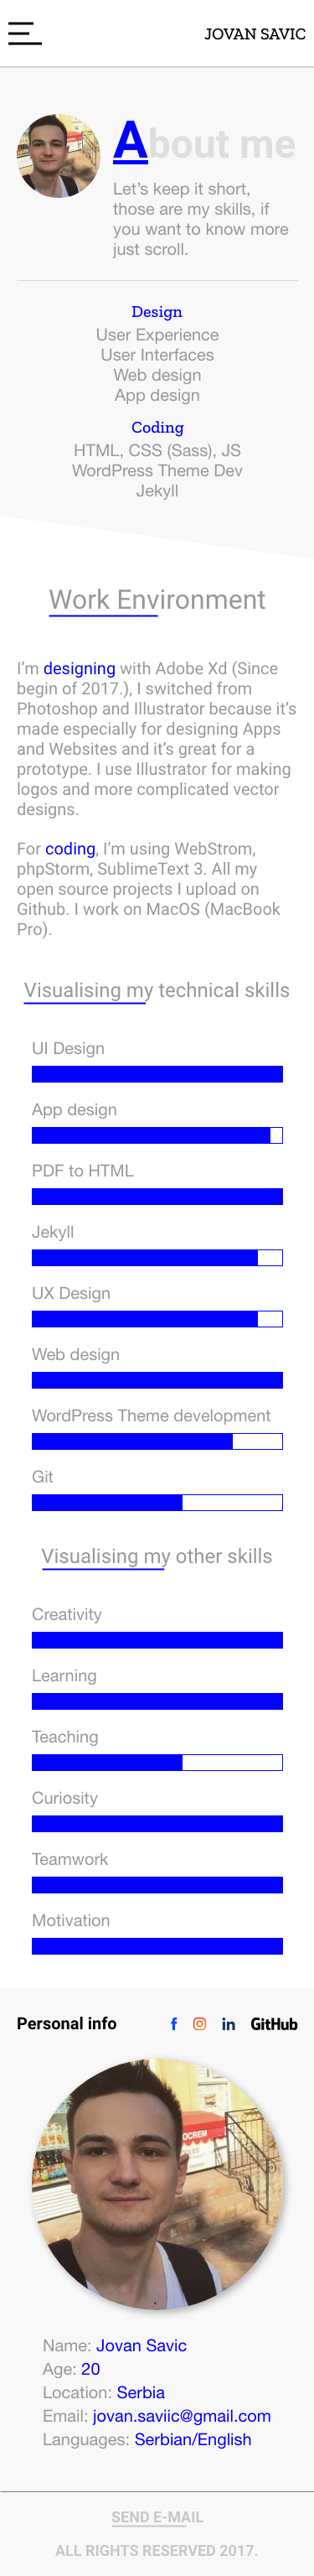 JOVAN SAVIC
About me
Let's keep it short,
those are my skills, if
you want to know more
just scroll.
Design
User Experience
User Interfaces
Web design
App design
Coding
HTML, CSS (Sass), JS
WordPress Theme Dev
Jekyll
Work Environment
I'm designing with Adobe Xd (Since
begin of 2017.), I switched from
Photoshop and Illustrator because it's
made especially for designing Apps
and Websites and it's great for a
prototype. I use Illustrator for making
logos and more complicated vector
designs.
For coding, I'm using WebStrom,
phpStorm, SublimeText 3. All my
open source projects I upload on
Github. I work on MacOS (MacBook
Pro).
Visualising my technical skills
UI Design
App design
PDF to HTML
Jekyll
UX Design
Web design
WordPress Theme development
Git
Visualising my other skills
Creativity
Learning
Teaching
Curiosity
Teamwork
Motivation
Personal info
f in GitHub
Name: Jovan Savic
Age: 20
Location: Serbia
Email: jovan.saviic@gmail.com
Languages: Serbian/English
SEND E-MAIL
ALL RIGHTS RESERVED 2017.